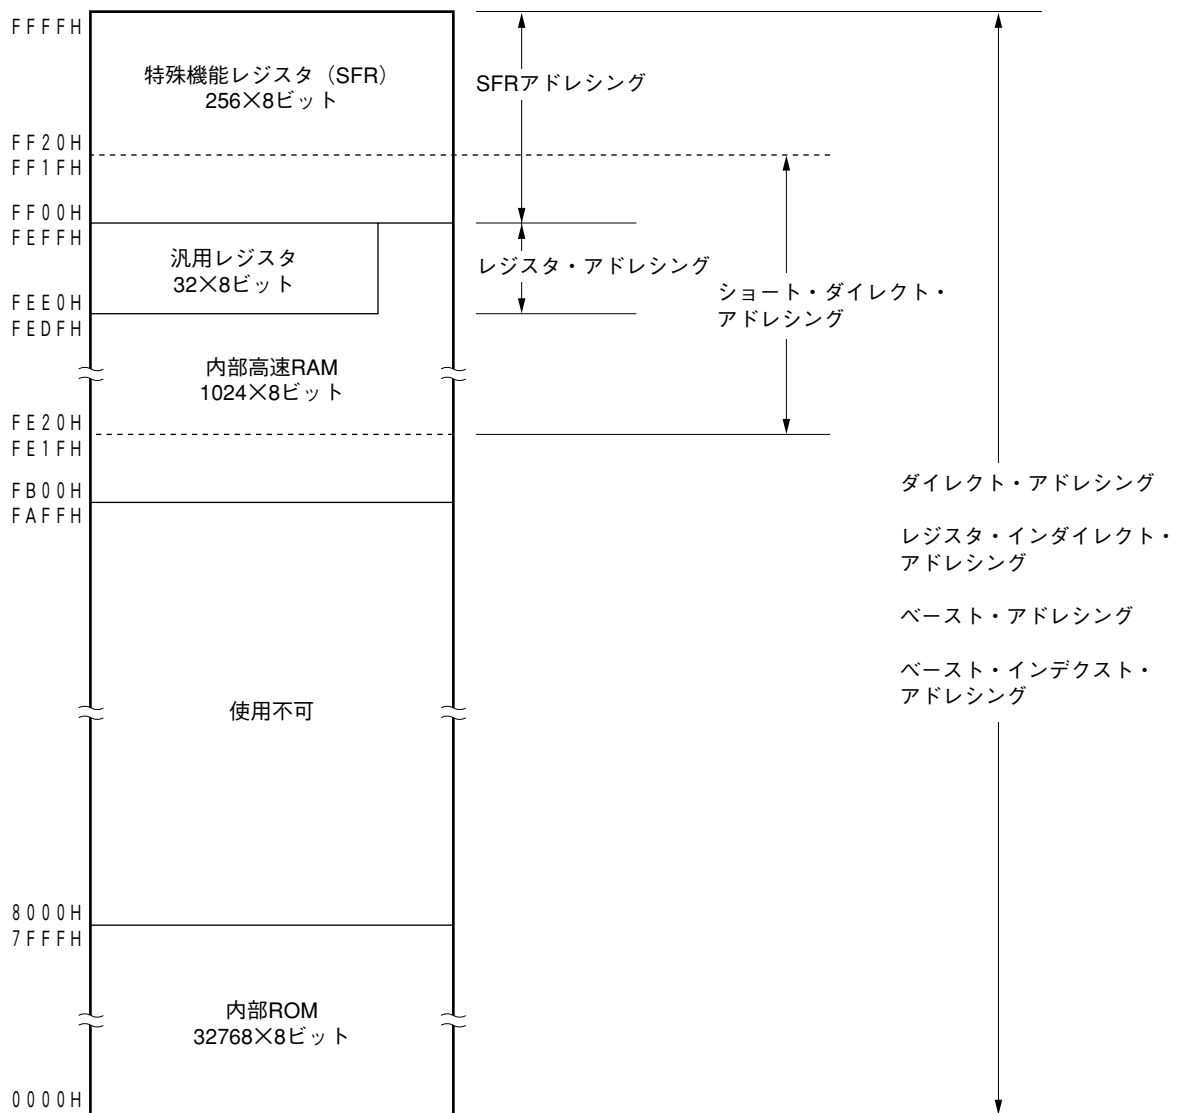 FFFFH
特殊機能レジスタ（SFR）
256×8ビット
SFRアドレシング
FF20H
FF1FH
FF00H
FEFFH
汎用レジスタ
32×8ビット
レジスタ・アドレシング
ショート・ダイレクト・
アドレシング
FEE0H
FEDFH
内部高速RAM
1024×8ビット
FE20H
FE1FH
FB00H
FAFFH
ダイレクト・アドレシング
レジスタ・インダイレクト・
アドレシング
ベースト・アドレシング
ベースト・インデクスト・
アドレシング
使用不可
8000H
7FFFH
内部ROM
32768×8ビット
0000H